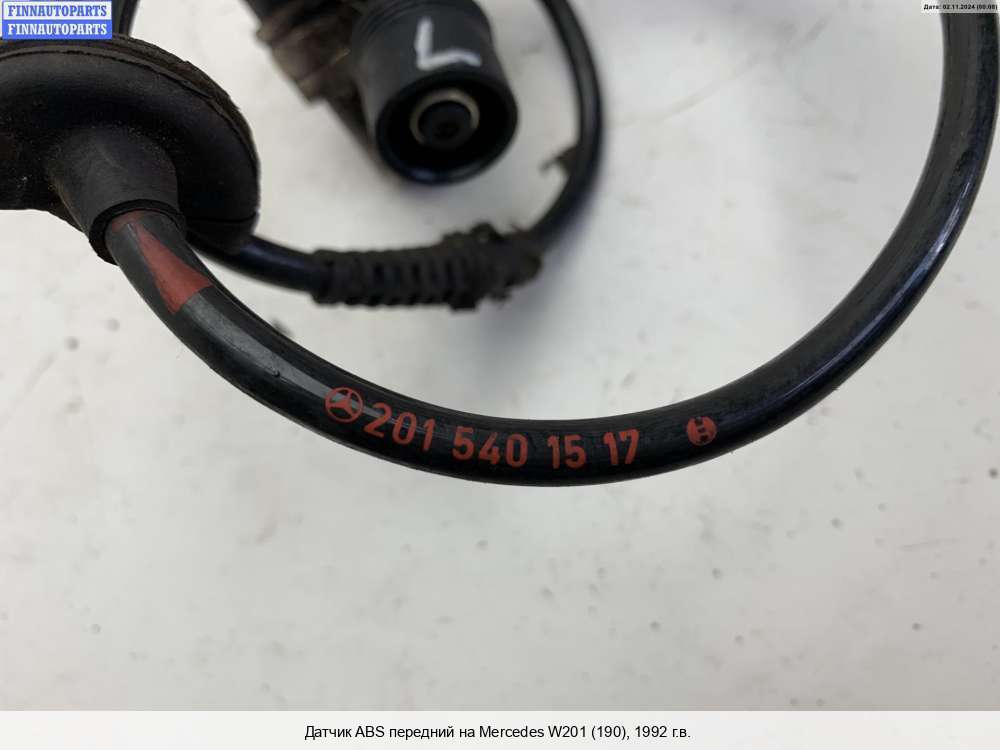 FINNAUTOPARTS
FINNAUTOPARTS
Дата: 02.11.2024 (00:00)
L
201 540 15 17
Датчик ABS передний на Mercedes W201 (190), 1992 г.в.